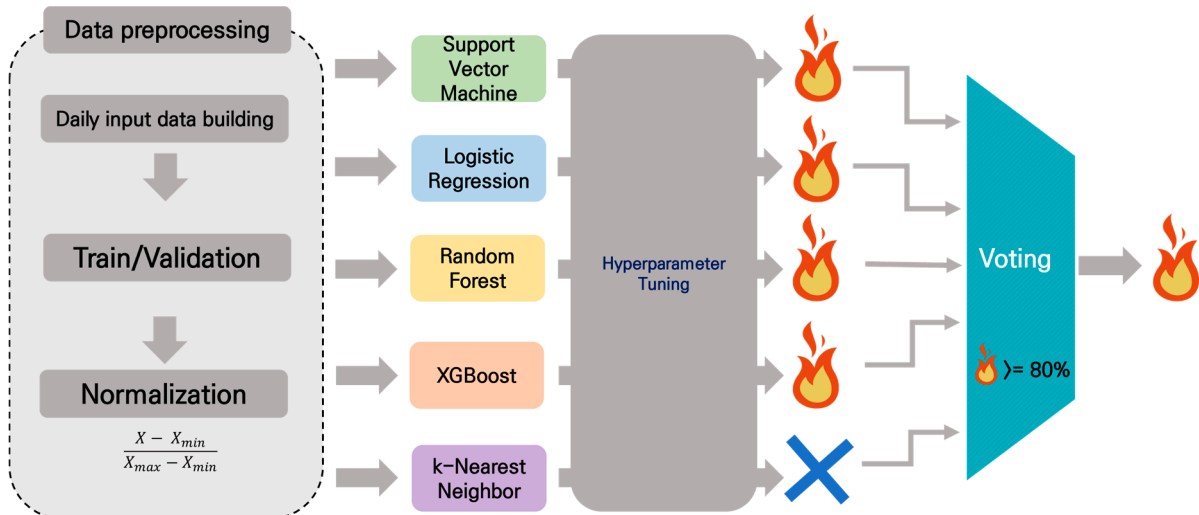 Data preprocessing
Daily input data building
Train/Validation
Normalization
X − X_min
X_max − X_min
Support
Vector
Machine
Logistic
Regression
Random
Forest
XGBoost
k-Nearest
Neighbor
Hyperparameter
Tuning
Voting
>= 80%